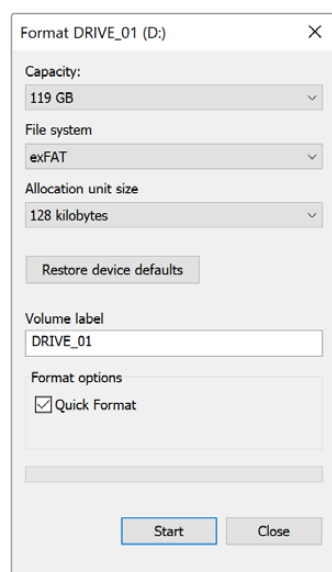 Format DRIVE_01 (D:)
Capacity:
119 GB
File system
exFAT
Allocation unit size
128 kilobytes
Restore device defaults
Volume label
DRIVE_01
Format options
Quick Format
Start
Close